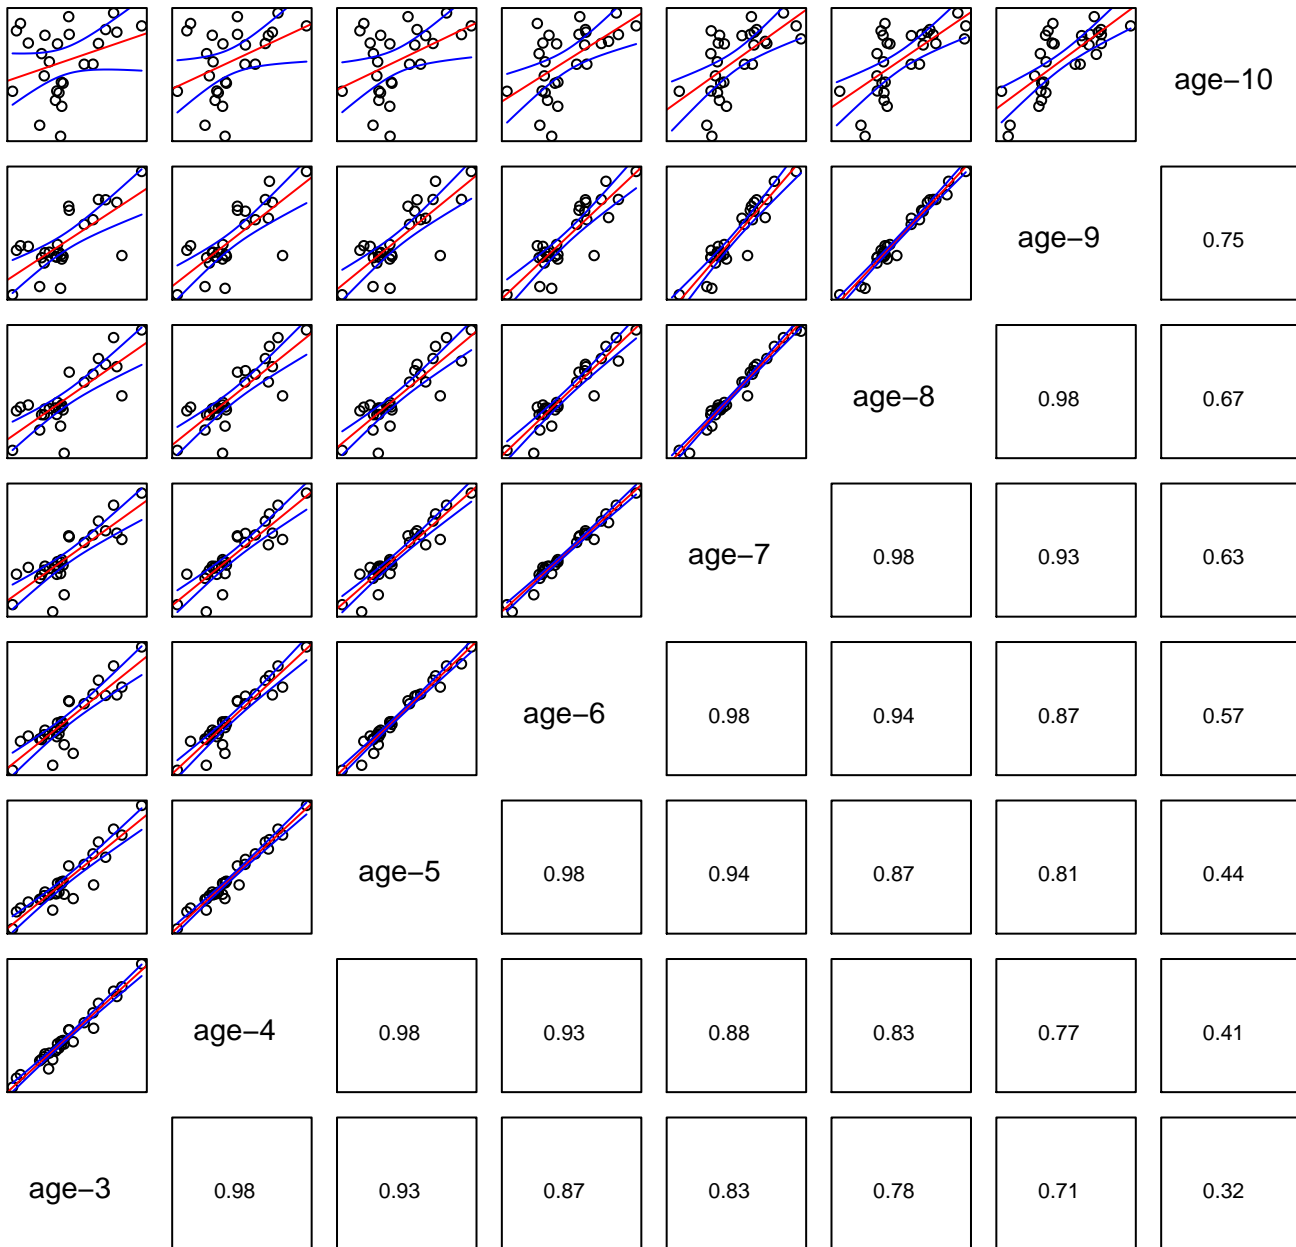 age−10
age−9 0.75
age−8 0.98 0.67
age−7 0.98 0.93 0.63
age−6 0.98 0.94 0.87 0.57
age−5 0.98 0.94 0.87 0.81 0.44
age−4 0.98 0.93 0.88 0.83 0.77 0.41
age−3 0.98 0.93 0.87 0.83 0.78 0.71 0.32